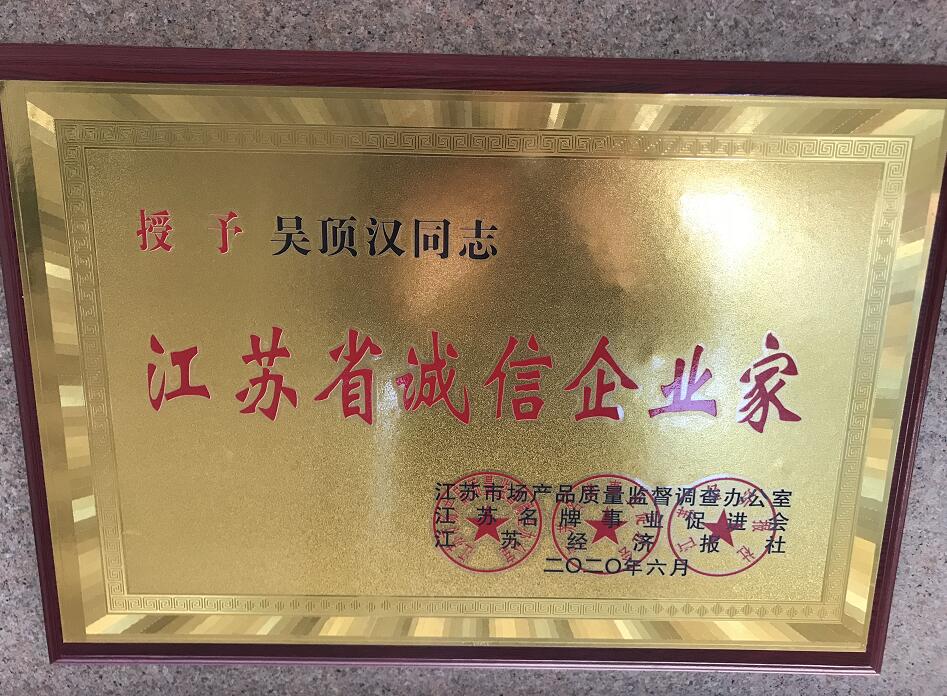 授予 吴顶汉同志
江苏省诚信企业家
江苏市场产品质量监督调查办公室
江苏名牌事业促进会
江苏经济报社
二〇二〇年六月